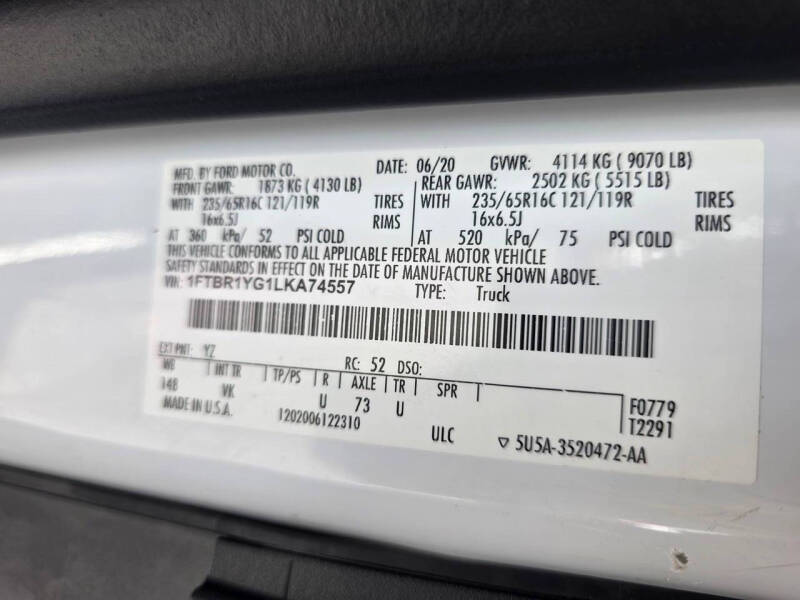 MFD. BY FORD MOTOR CO. DATE: 06/20 GVWR: 4114 KG ( 9070 LB)
FRONT GAWR: 1873 KG ( 4130 LB) REAR GAWR: 2502 KG ( 5515 LB)
WITH 235/65R16C 121/119R TIRES WITH 235/65R16C 121/119R TIRES
16x6.5J RIMS 16x6.5J RIMS
AT 360 kPa/ 52 PSI COLD AT 520 kPa/ 75 PSI COLD
THIS VEHICLE CONFORMS TO ALL APPLICABLE FEDERAL MOTOR VEHICLE
SAFETY STANDARDS IN EFFECT ON THE DATE OF MANUFACTURE SHOWN ABOVE.
VIN: 1FTBR1YG1LKA74557 TYPE: Truck
EXT PNT: YZ RC: 52 DSO:
WB INT TR TP/PS R AXLE TR SPR
148 VK U 73 U F0779
MADE IN U.S.A. 1202006122310 T2291
ULC ▽ 5U5A-3520472-AA